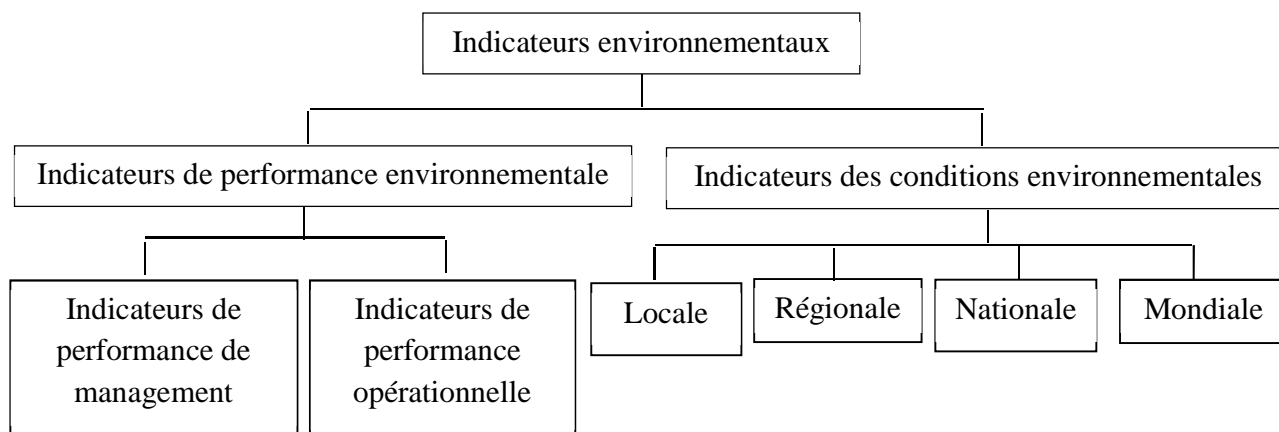 Indicateurs environnementaux
Indicateurs de performance environnementale
Indicateurs des conditions environnementales
Indicateurs de
performance de
management
Indicateurs de
performance
opérationnelle
Locale
Régionale
Nationale
Mondiale